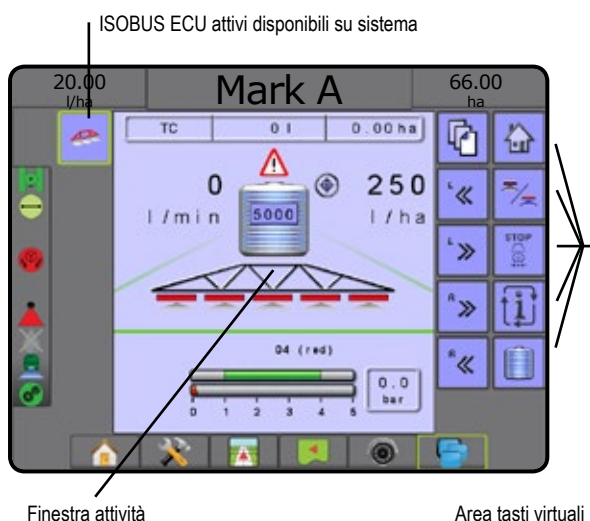 ISOBUS ECU attivi disponibili su sistema
20.00
l/ha
Mark A
66.00
ha
TC 0 l 0.00 ha
0
l/min
250
l/ha
5000
L
STOP
L
R
i
R
04 (red)
0.0
bar
0 1 2 3 4 5
Finestra attività
Area tasti virtuali